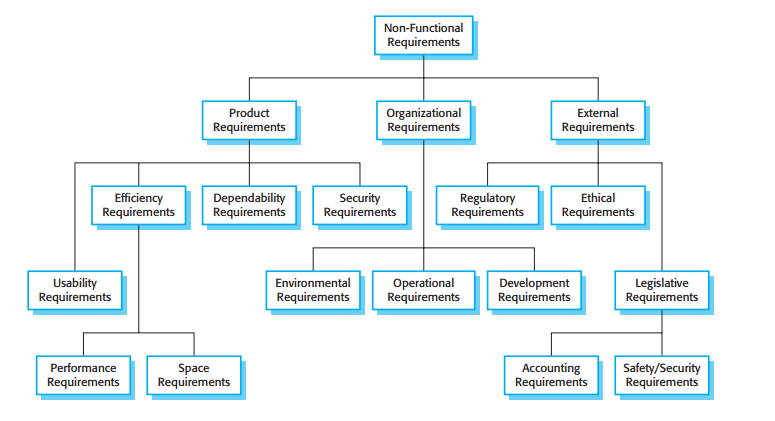 Non-Functional
Requirements
Product
Requirements
Organizational
Requirements
External
Requirements
Efficiency
Requirements
Dependability
Requirements
Security
Requirements
Regulatory
Requirements
Ethical
Requirements
Usability
Requirements
Environmental
Requirements
Operational
Requirements
Development
Requirements
Legislative
Requirements
Performance
Requirements
Space
Requirements
Accounting
Requirements
Safety/Security
Requirements